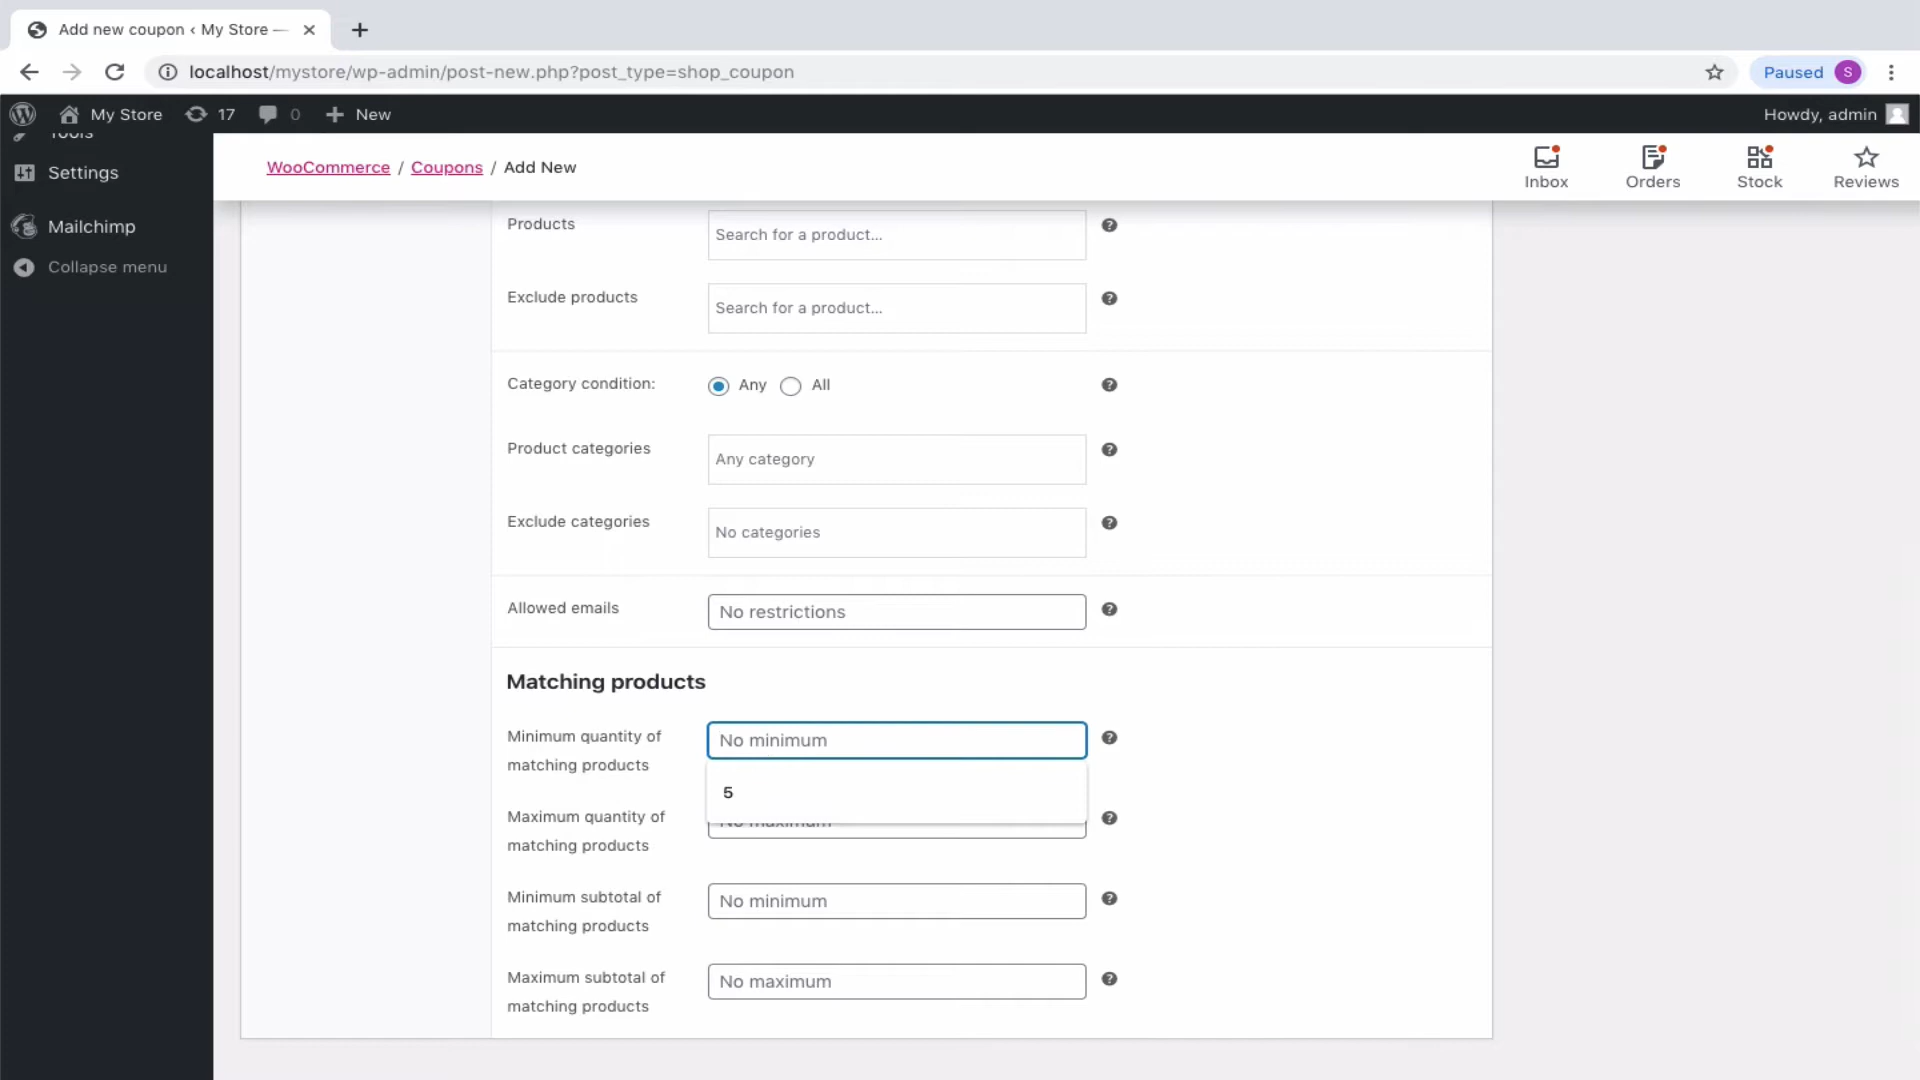 Add new coupon ‹ My Store —
localhost/mystore/wp-admin/post-new.php?post_type=shop_coupon
Paused S
My Store 17 0 New
Howdy, admin
Tools
Settings
Mailchimp
Collapse menu
WooCommerce / Coupons / Add New
Inbox Orders Stock Reviews
Products Search for a product...
Exclude products Search for a product...
Category condition: Any All
Product categories Any category
Exclude categories No categories
Allowed emails No restrictions
Matching products
Minimum quantity of
matching products
No minimum
5
Maximum quantity of
matching products
No maximum
Minimum subtotal of
matching products
No minimum
Maximum subtotal of
matching products
No maximum